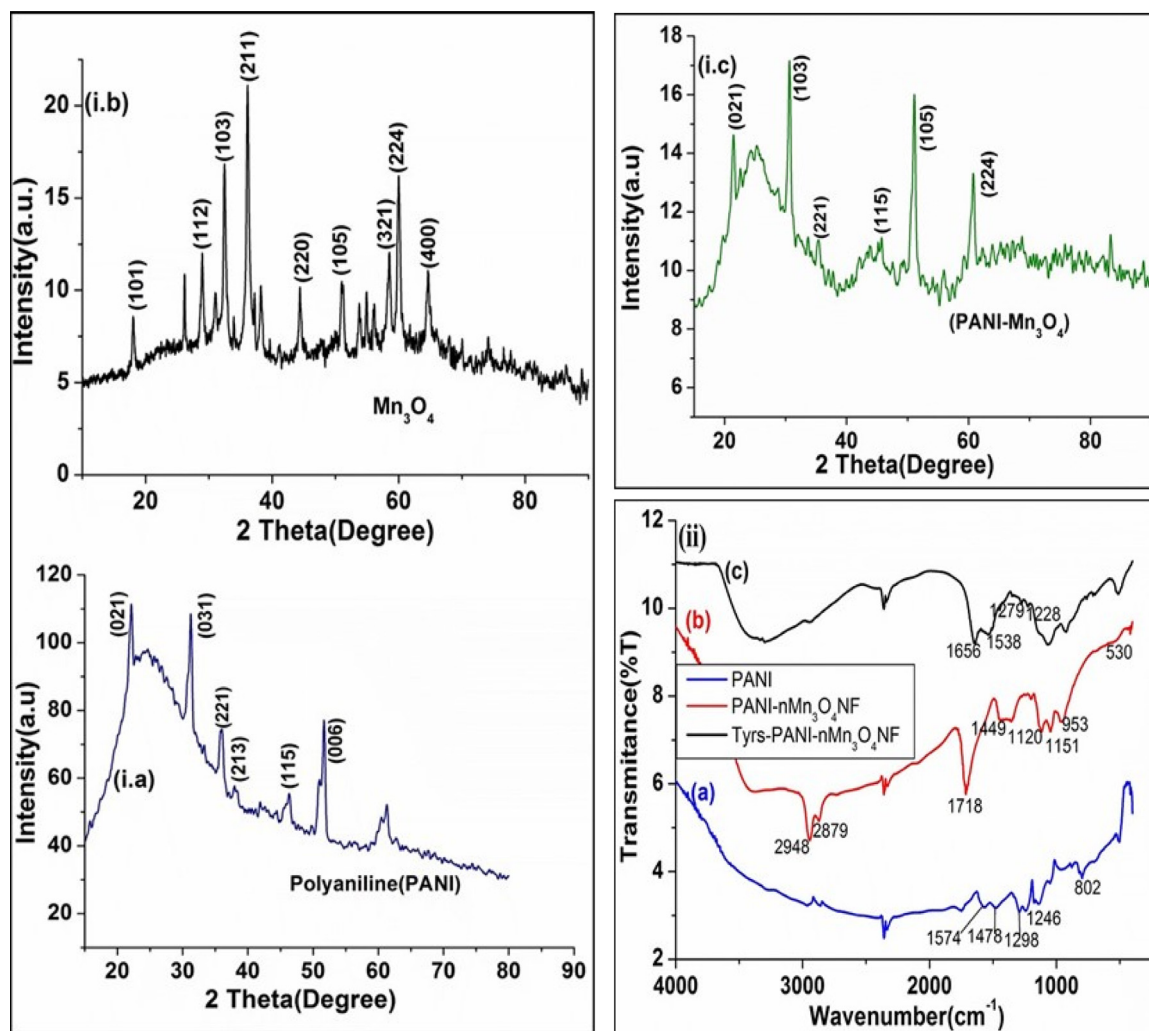 (i.b)
Intensity(a.u.)
25
20
15
10
5
0
(101)
(112)
(103)
(211)
(220)
(105)
(321)
(224)
(400)
Mn₃O₄
20 40 60 80
2 Theta(Degree)
(i.a)
Intensity(a.u)
120
100
80
60
40
20
(021)
(031)
(221)
(213)
(115)
(006)
Polyaniline(PANI)
20 30 40 50 60 70 80 90
2 Theta(Degree)
(i.c)
Intensity(a.u)
18
16
14
12
10
8
6
(021)
(103)
(221)
(115)
(105)
(224)
(PANI-Mn₃O₄)
20 40 60 80
2 Theta(Degree)
(ii)
Transmitance(%T)
12
10
8
6
4
2
(c)
1656
1538
1279
1228
530
(b)
PANI
PANI-nMn₃O₄NF
Tyrs-PANI-nMn₃O₄NF
2948
2879
1718
1449
1120
1151
953
(a)
1574
1478
1298
1246
802
4000 3000 2000 1000
Wavenumber(cm⁻¹)